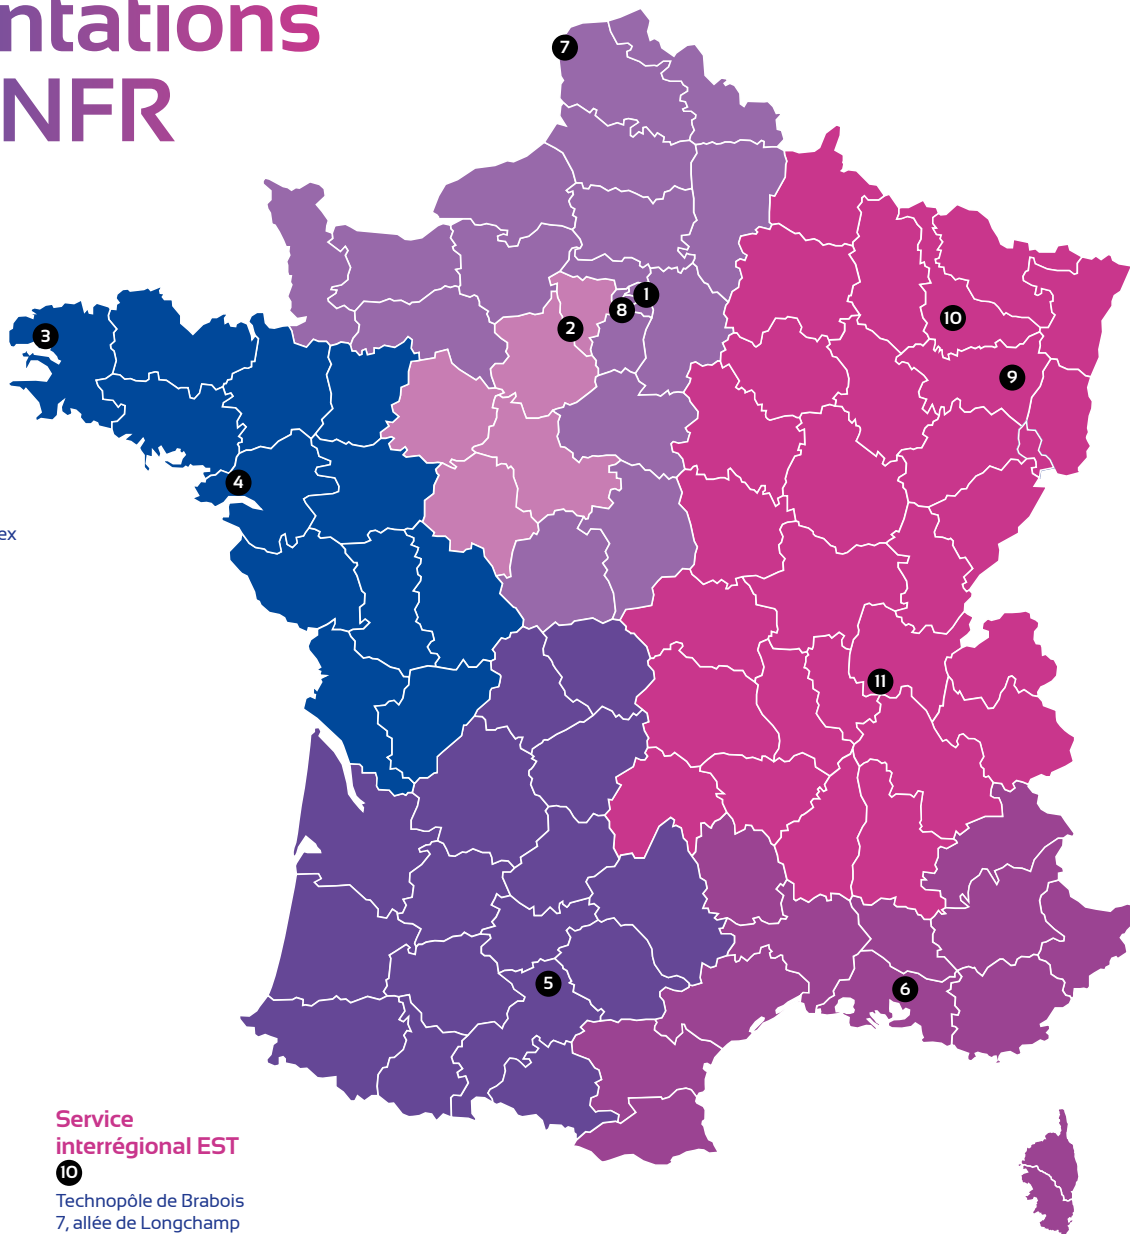 ntations
NFR
7
1
8
2
3
10
9
4
ex
11
5
6
Service
interrégional EST
10
Technopôle de Brabois
7, allée de Longchamp